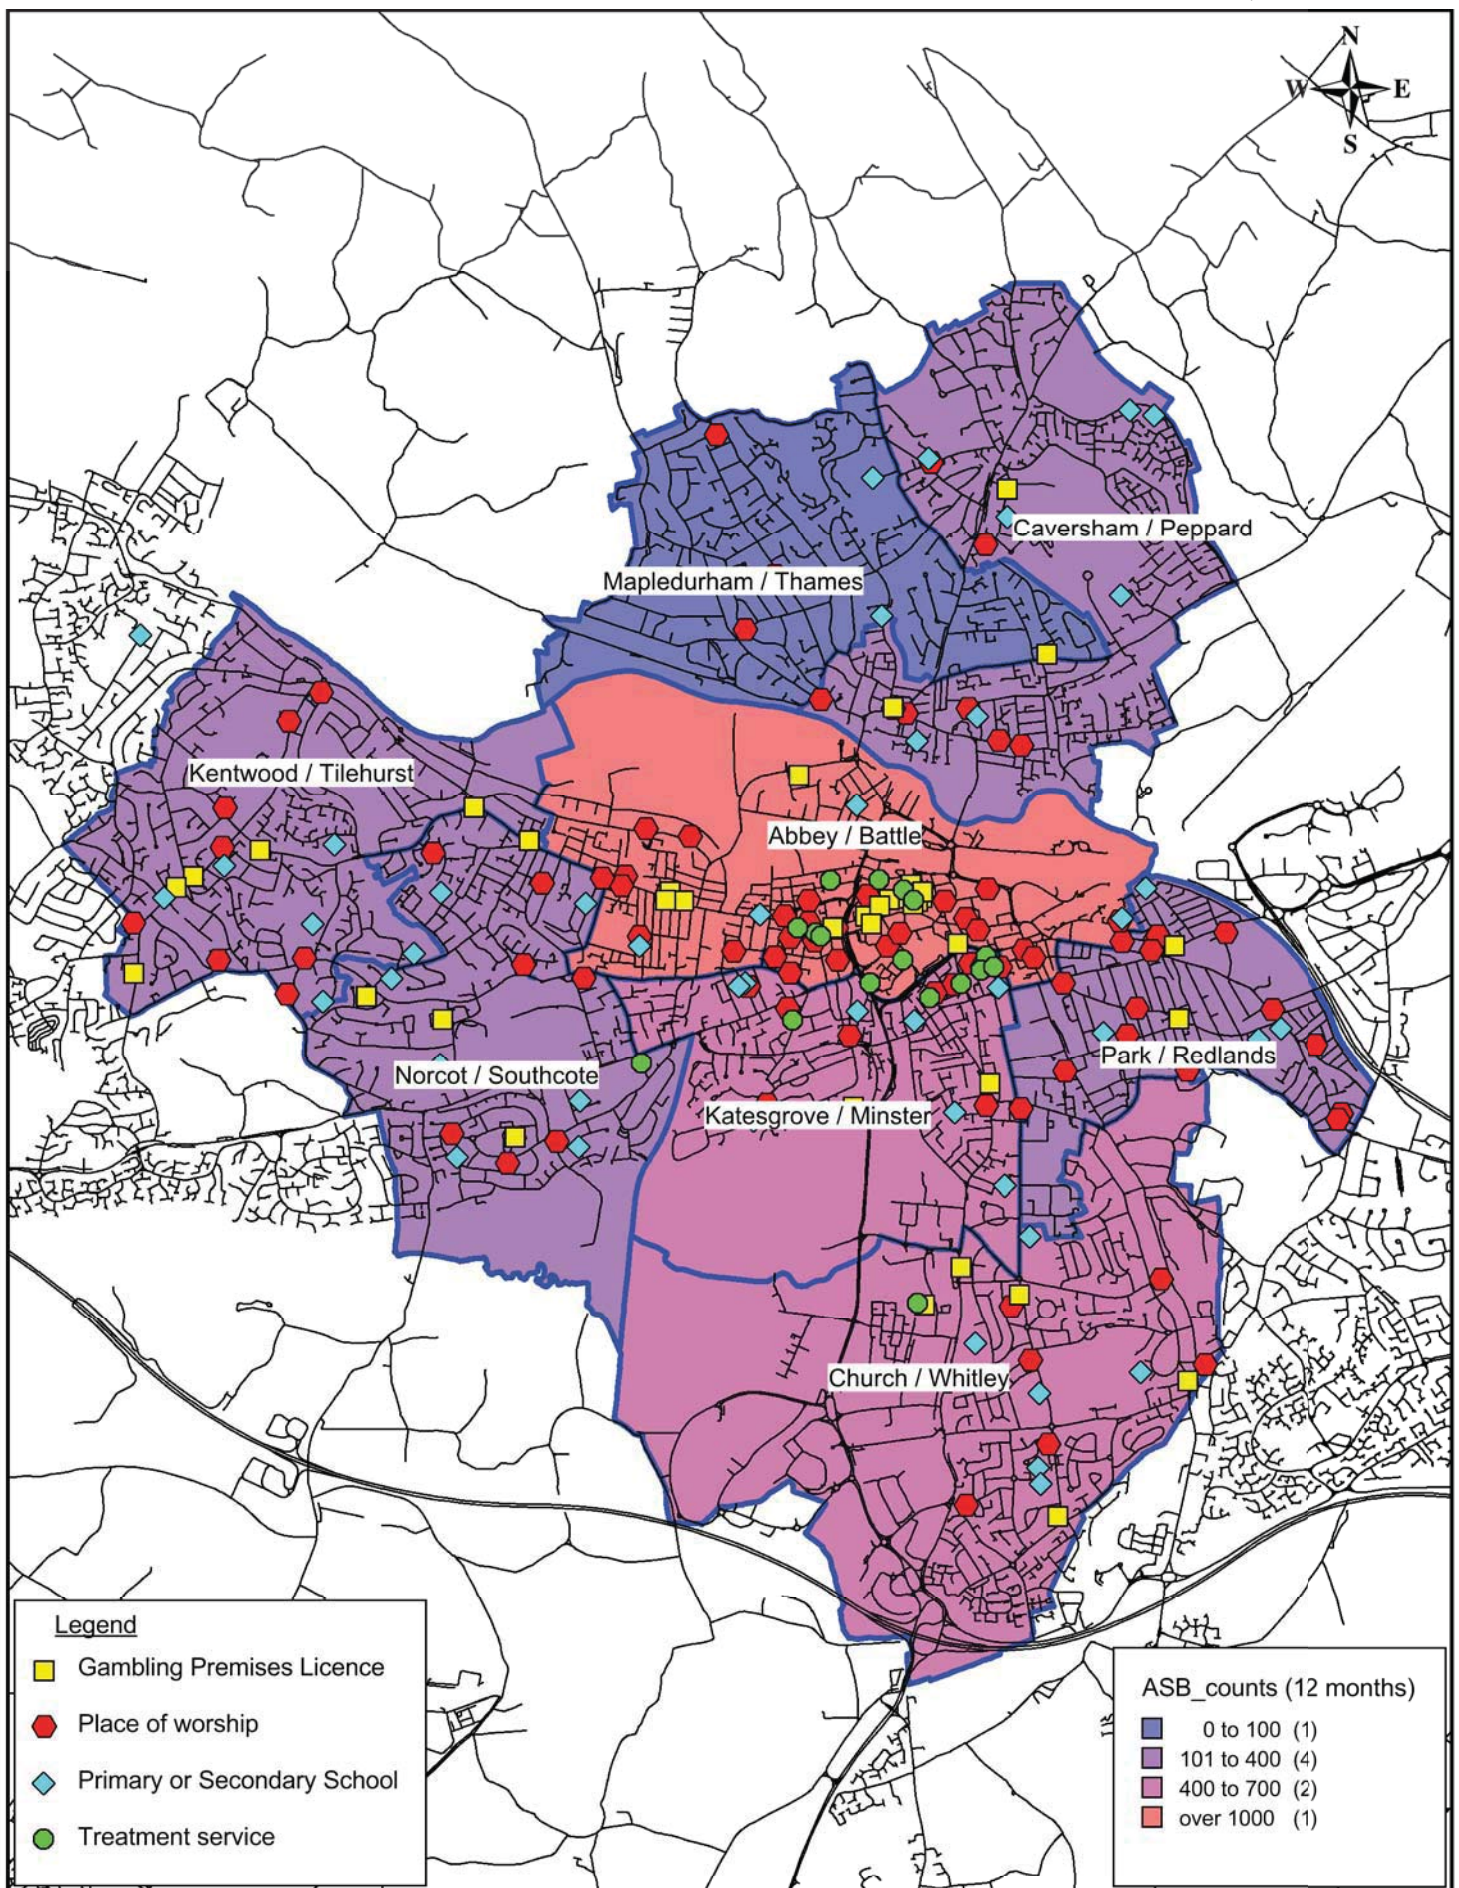 N
W E
S
Caversham / Peppard
Mapledurham / Thames
Kentwood / Tilehurst
Abbey / Battle
Park / Redlands
Norcot / Southcote
Katesgrove / Minster
Church / Whitley
Legend
Gambling Premises Licence
Place of worship
Primary or Secondary School
Treatment service
ASB_counts (12 months)
0 to 100 (1)
101 to 400 (4)
400 to 700 (2)
over 1000 (1)